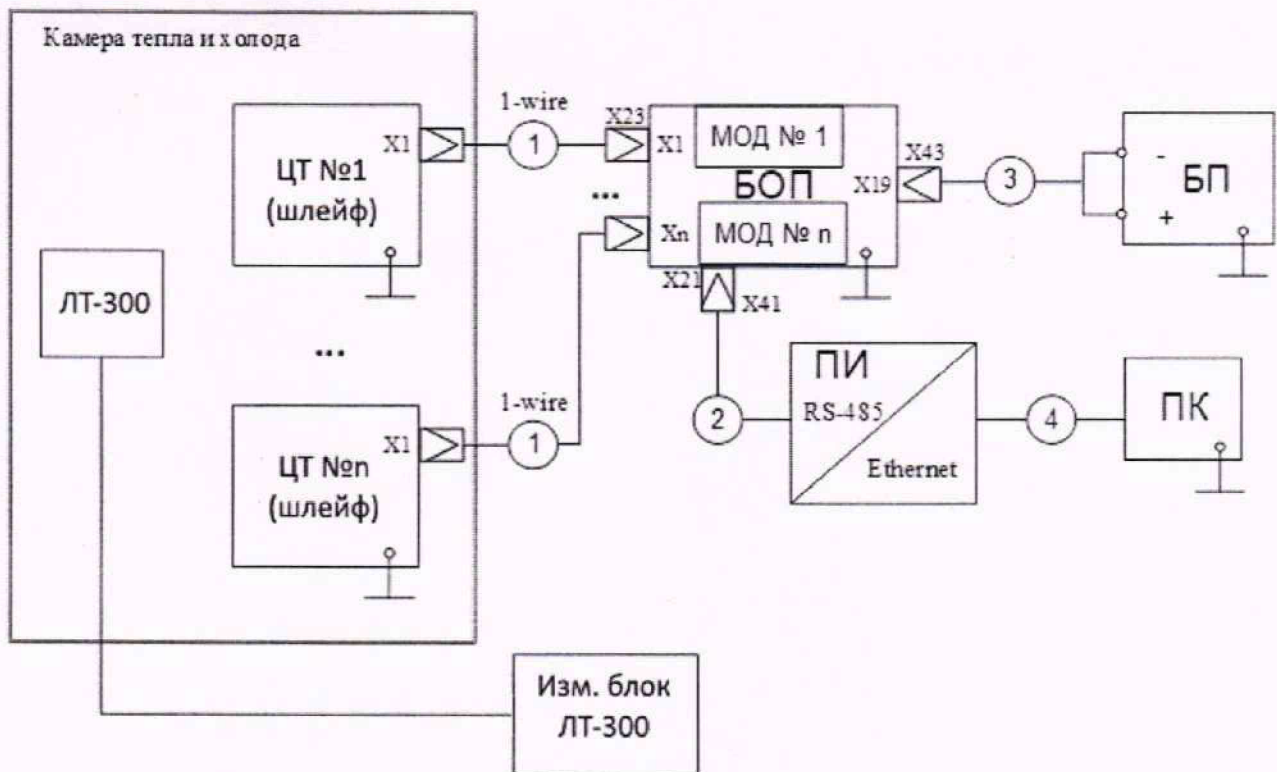 Камера тепла и холода
ЦТ №1
(шлейф)
X1
1-wire
1
X23
X1
МОД № 1
БОП
...
Xn
МОД № n
X19
X43
3
-
+
БП
X21
X41
ЛТ-300
...
ЦТ №n
(шлейф)
X1
1-wire
1
2
ПИ
RS-485
Ethernet
4
ПК
Изм. блок
ЛТ-300